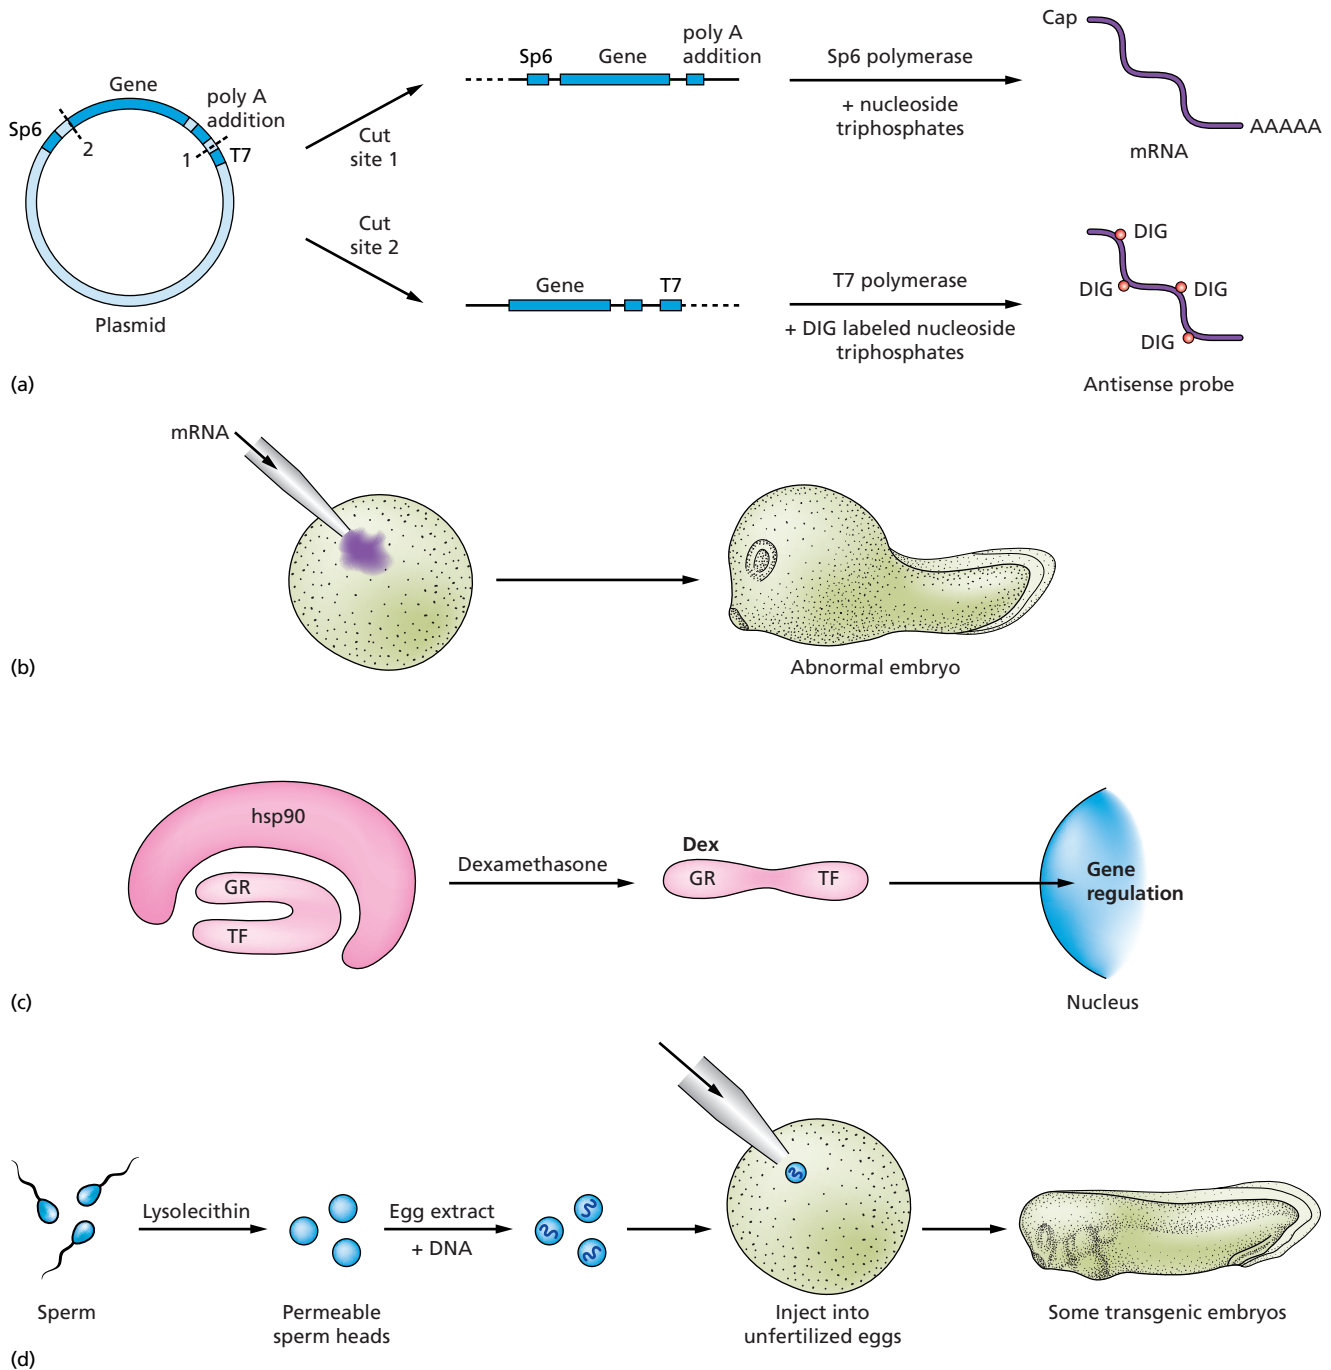 Gene
Sp6
poly A
addition
2
1
T7
Plasmid
Cut
site 1
Sp6
Gene
poly A
addition
Sp6 polymerase
+ nucleoside
triphosphates
Cap
AAAAA
mRNA
Cut
site 2
Gene
T7
T7 polymerase
+ DIG labeled nucleoside
triphosphates
DIG
DIG
DIG
DIG
Antisense probe
(a)
mRNA
Abnormal embryo
(b)
hsp90
GR
TF
Dexamethasone
Dex
GR
TF
Gene
regulation
Nucleus
(c)
Sperm
Lysolecithin
Permeable
sperm heads
Egg extract
+ DNA
Inject into
unfertilized eggs
Some transgenic embryos
(d)